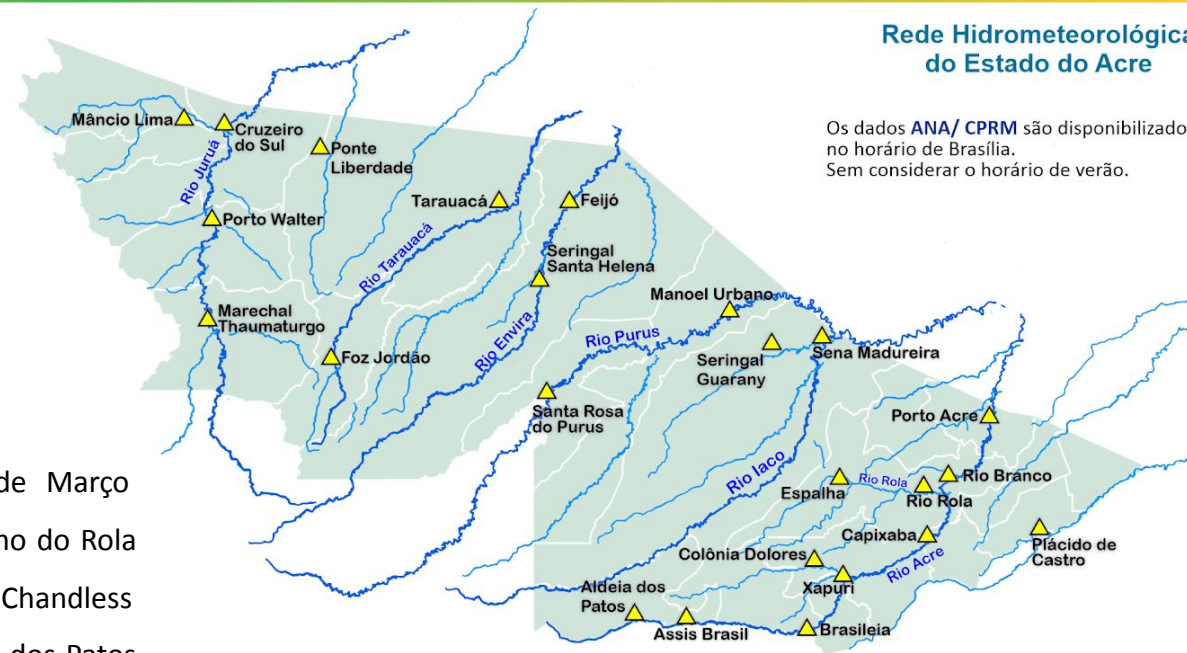 Rede Hidrometeorológica
do Estado do Acre
Os dados ANA/ CPRM são disponibilizado
no horário de Brasília.
Sem considerar o horário de verão.
Mâncio Lima
Cruzeiro
do Sul
Ponte
Liberdade
Rio Juruá
Porto Walter
Tarauacá
Feijó
Rio Tarauacá
Seringal
Santa Helena
Marechal
Thaumaturgo
Foz Jordão
Rio Envira
Manoel Urbano
Rio Purus
Seringal
Guarany
Sena Madureira
Santa Rosa
do Purus
Porto Acre
Rio Iaco
Espalha
Rio Rola
Rio Rola
Rio Branco
Capixaba
Plácido de
Castro
Colônia Dolores
Rio Acre
Xapuri
Aldeia dos
Patos
Assis Brasil
Brasileia
de Março
no do Rola
Chandless
dos Patos